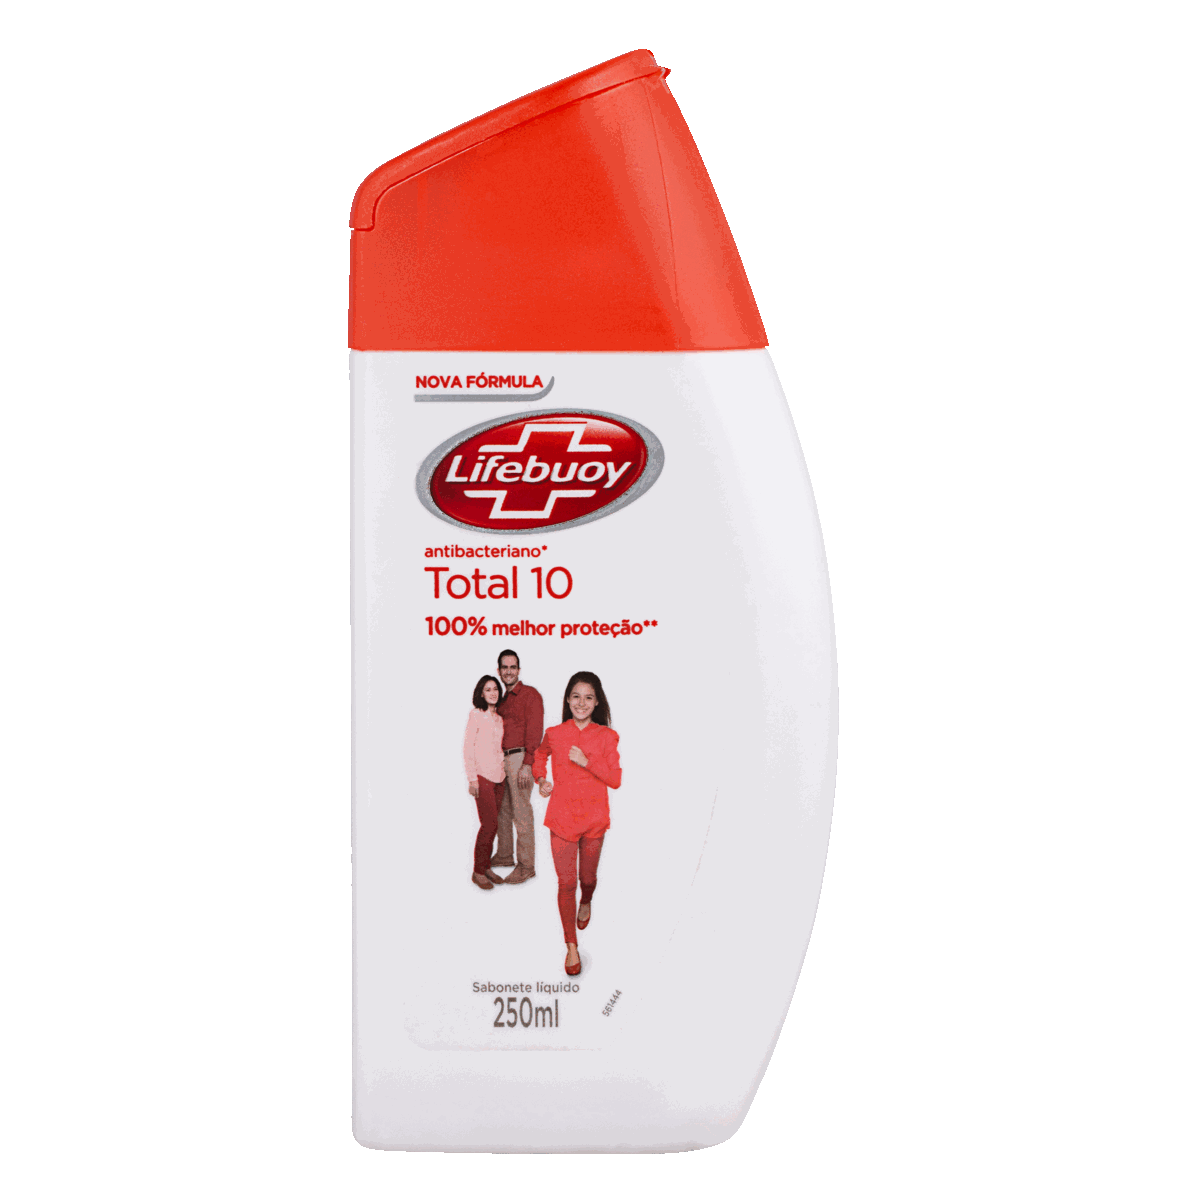 NOVA FÓRMULA
Lifebuoy
antibacteriano*
Total 10
100% melhor proteção**
Sabonete líquido
250ml
561444